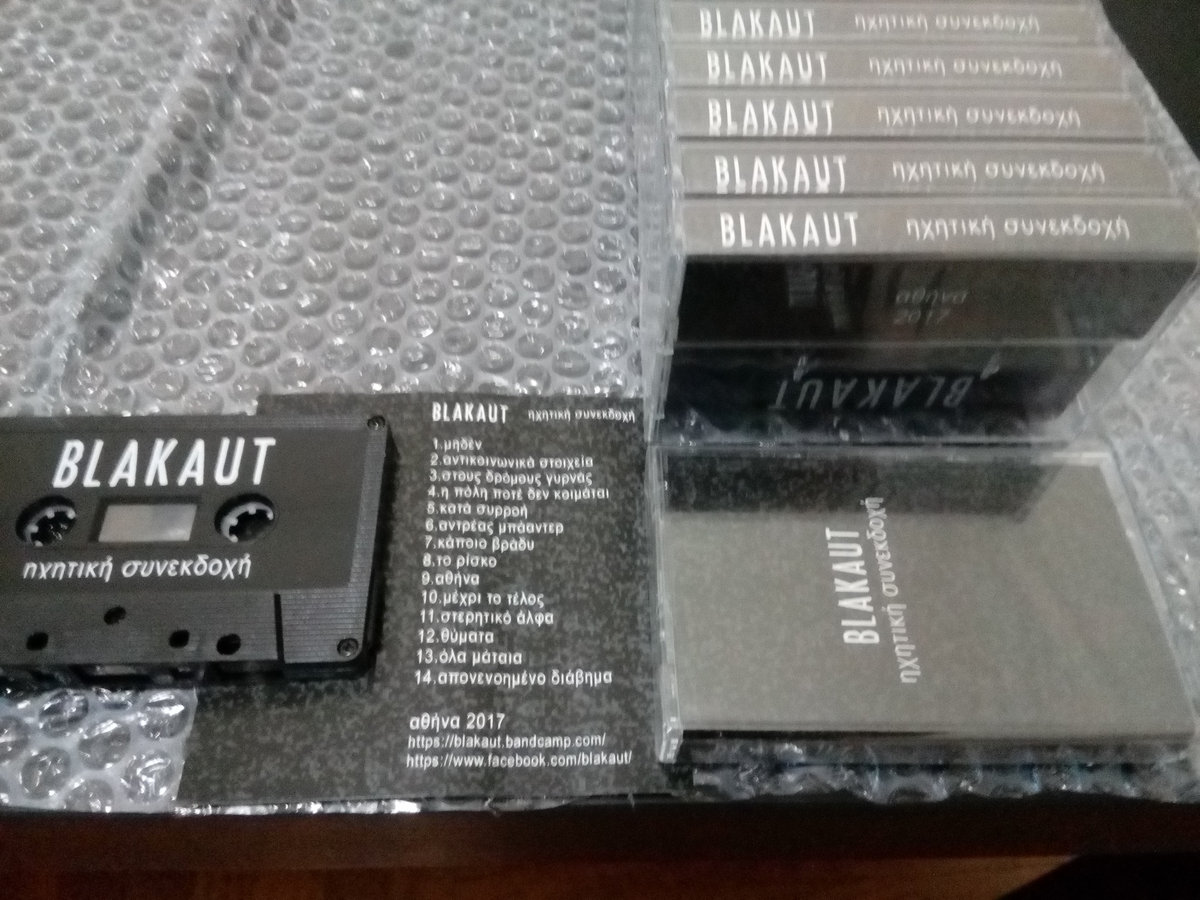 BLAKAUT ηχητική συνεκδοχή
BLAKAUT ηχητική συνεκδοχή
BLAKAUT ηχητική συνεκδοχή
BLAKAUT ηχητική συνεκδοχή
BLAKAUT ηχητική συνεκδοχή
αθήνα
2017
BLAKAUT
BLAKAUT
ηχητική συνεκδοχή
BLAKAUT ηχητική συνεκδοχή
1.μηδέν
2.αντικοινωνικά στοιχεία
3.στους δρόμους γυρνάς
4.η πόλη ποτέ δεν κοιμάται
5.κατά συρροή
6.αντρέας μπάαντερ
7.κάποιο βράδυ
8.το ρίσκο
9.αθήνα
10.μέχρι το τέλος
11.στερητικό άλφα
12.θύματα
13.όλα μάταια
14.απονενοημένο διάβημα
αθήνα 2017
https://blakaut.bandcamp.com/
https://www.facebook.com/blakaut/
BLAKAUT
ηχητική συνεκδοχή